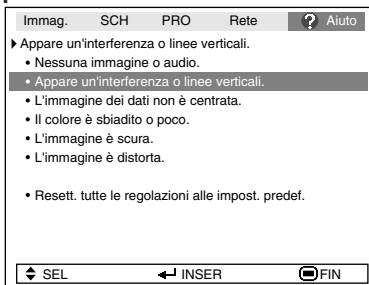 Immag. SCH PRO Rete ? Aiuto
Appare un'interferenza o linee verticali.
• Nessuna immagine o audio.
• Appare un'interferenza o linee verticali.
• L'immagine dei dati non è centrata.
• Il colore è sbiadito o poco.
• L'immagine è scura.
• L'immagine è distorta.
• Resett. tutte le regolazioni alle impost. predef.
SEL INSER FIN